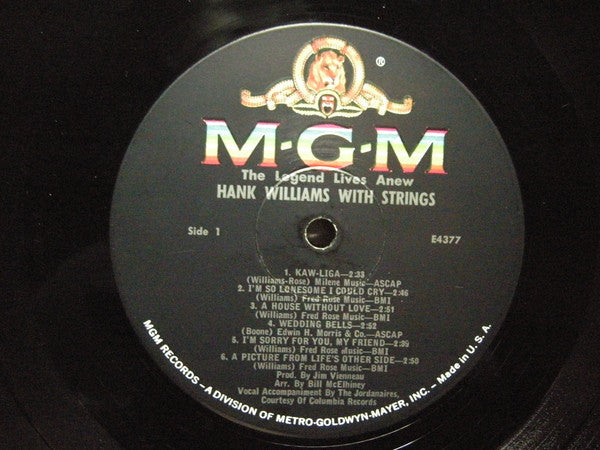 ®
M-G-M
The Legend Lives Anew
HANK WILLIAMS WITH STRINGS
Side 1
E4377
1. KAW-LIGA—2:33
(Williams-Rose) Milene Music—ASCAP
2. I'M SO LONESOME I COULD CRY—2:46
(Williams) Fred Rose Music—BMI
3. A HOUSE WITHOUT LOVE—2:51
(Williams) Fred Rose Music—BMI
4. WEDDING BELLS—2:52
(Boone) Edwin H. Morris & Co.—ASCAP
5. I'M SORRY FOR YOU, MY FRIEND—2:39
(Williams) Fred Rose Music—BMI
6. A PICTURE FROM LIFE'S OTHER SIDE—2:50
(Williams) Fred Rose Music—BMI
Prod. By Jim Vienneau
Arr. By Bill McElhiney
Vocal Accompaniment By The Jordanaires,
Courtesy Of Columbia Records
MGM RECORDS—A DIVISION OF METRO-GOLDWYN-MAYER, INC.—Made in U. S. A.